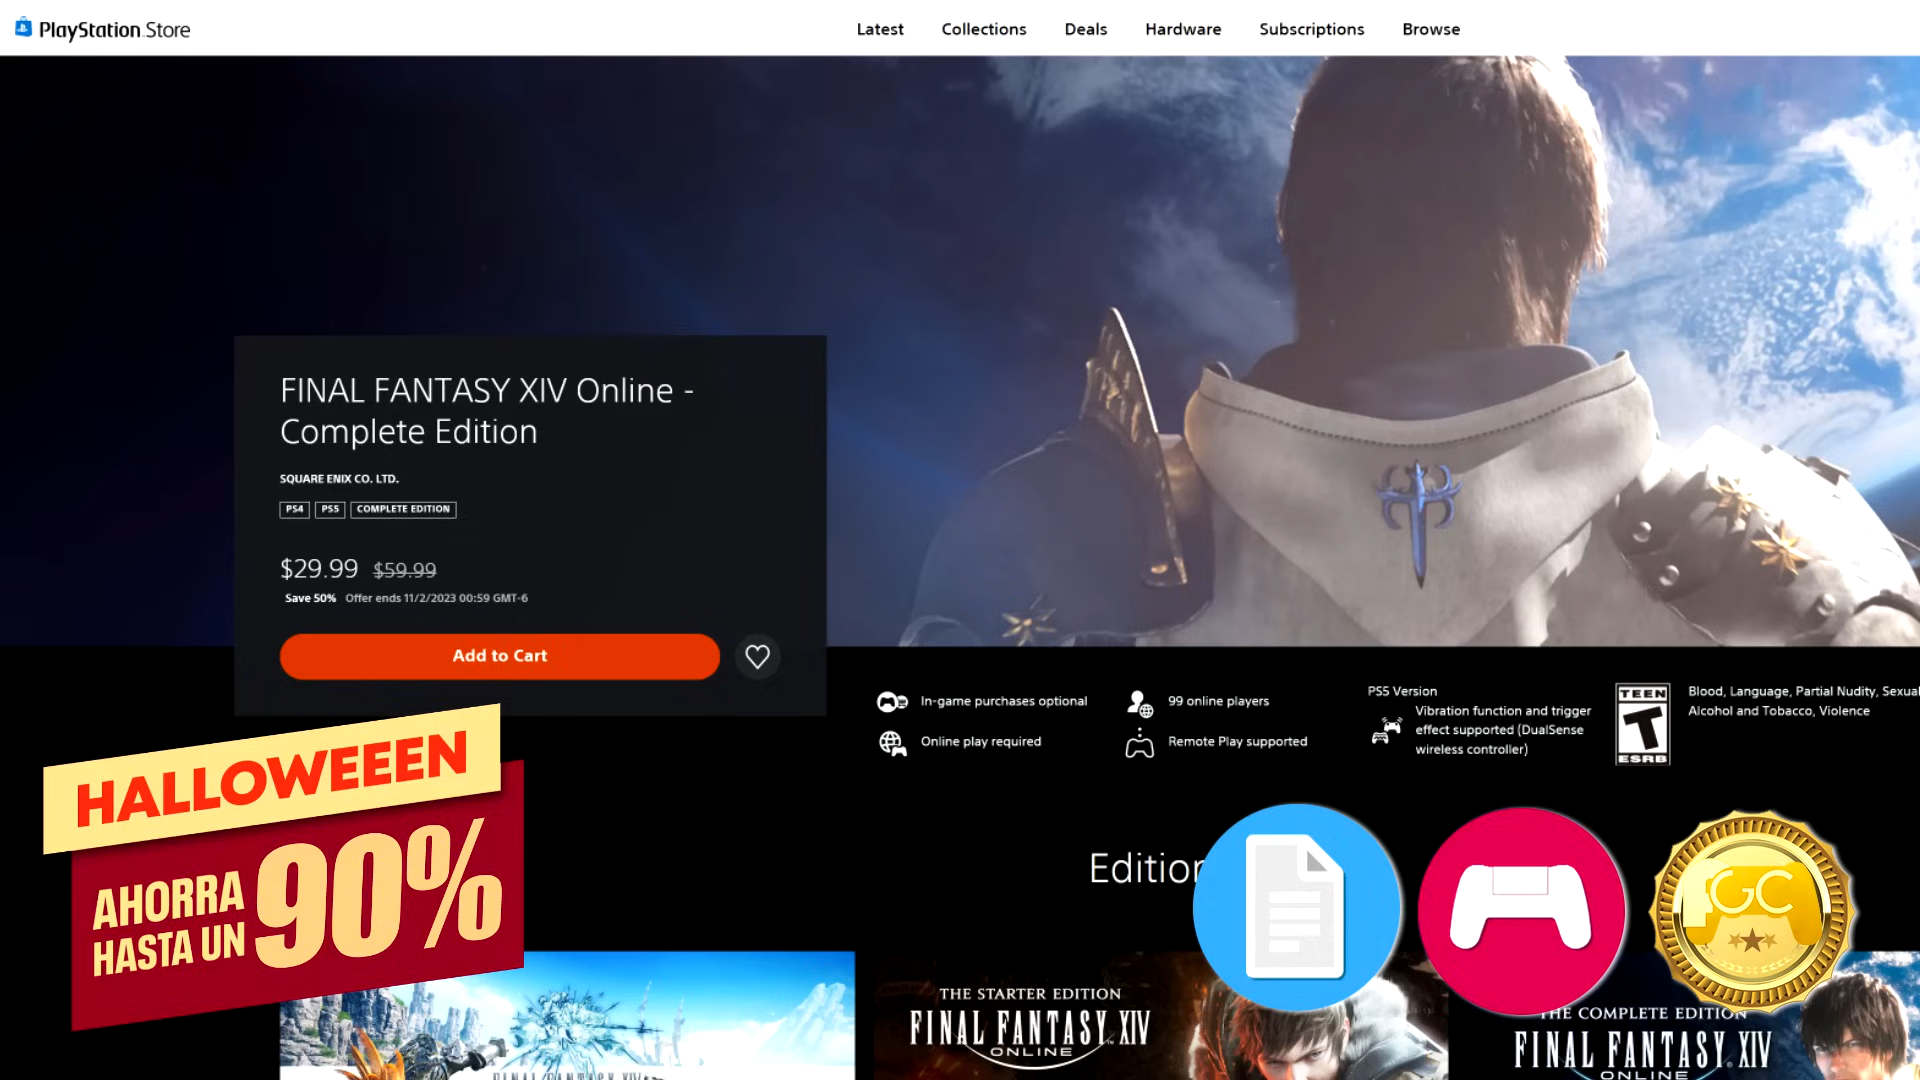 PlayStation Store
Latest
Collections
Deals
Hardware
Subscriptions
Browse
FINAL FANTASY XIV Online -
Complete Edition
SQUARE ENIX CO. LTD.
PS4
PS5
COMPLETE EDITION
$29.99 $59.99
Save 50% Offer ends 11/2/2023 00:59 GMT-6
Add to Cart
In-game purchases optional
Online play required
99 online players
Remote Play supported
PS5 Version
Vibration function and trigger
effect supported (DualSense
wireless controller)
TEEN
T
ESRB
Blood, Language, Partial Nudity, Sexual
Alcohol and Tobacco, Violence
HALLOWEEEN
AHORRA
HASTA UN
90%
Edition
GC
THE STARTER EDITION
FINAL FANTASY XIV
ONLINE
THE COMPLETE EDITION
FINAL FANTASY XIV
ONLINE
FINAL FANTASY XIV